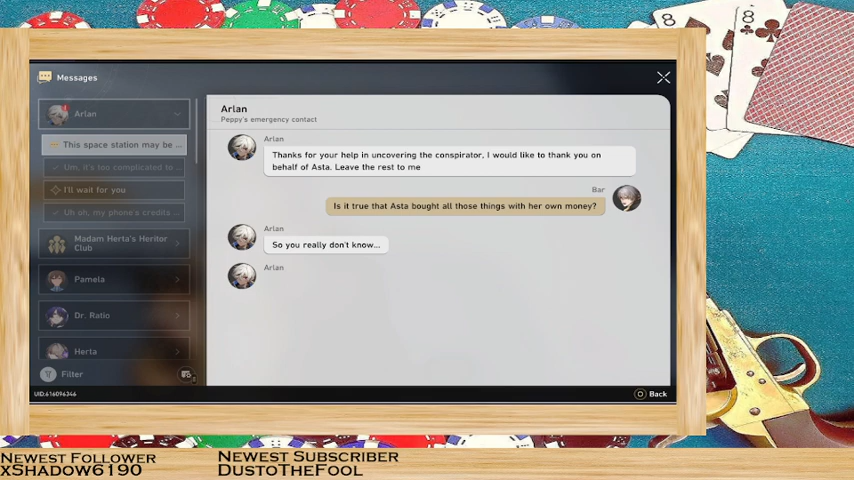 8
8
Messages
Arlan
This space station may be ...
Um, it's too complicated to ...
I'll wait for you
Uh oh, my phone's credits ...
Madam Herta's Heritor
Club
Pamela
Dr. Ratio
Herta
Filter
Arlan
Peppy's emergency contact
Arlan
Thanks for your help in uncovering the conspirator, I would like to thank you on
behalf of Asta. Leave the rest to me
Bar
Is it true that Asta bought all those things with her own money?
Arlan
So you really don't know...
Arlan
UID:616096346
Back
Newest Follower
xShadow6190
Newest Subscriber
DustoTheFool